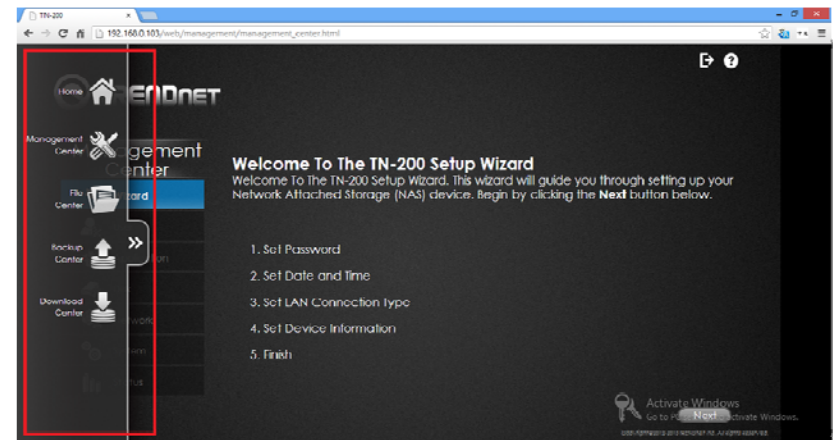 TN-200
192.168.0.103/web/management/management_center.html
Home
TRENDNET
Management
Center
File
Center
Backup
Center
Download
Center
gement
Center
zard
Welcome To The TN-200 Setup Wizard
Welcome To The TN-200 Setup Wizard. This wizard will guide you through setting up your
Network Attached Storage (NAS) device. Begin by clicking the Next button below.
1. Set Password
2. Set Date and Time
3. Set LAN Connection Type
4. Set Device Information
5. Finish
Activate Windows
Next